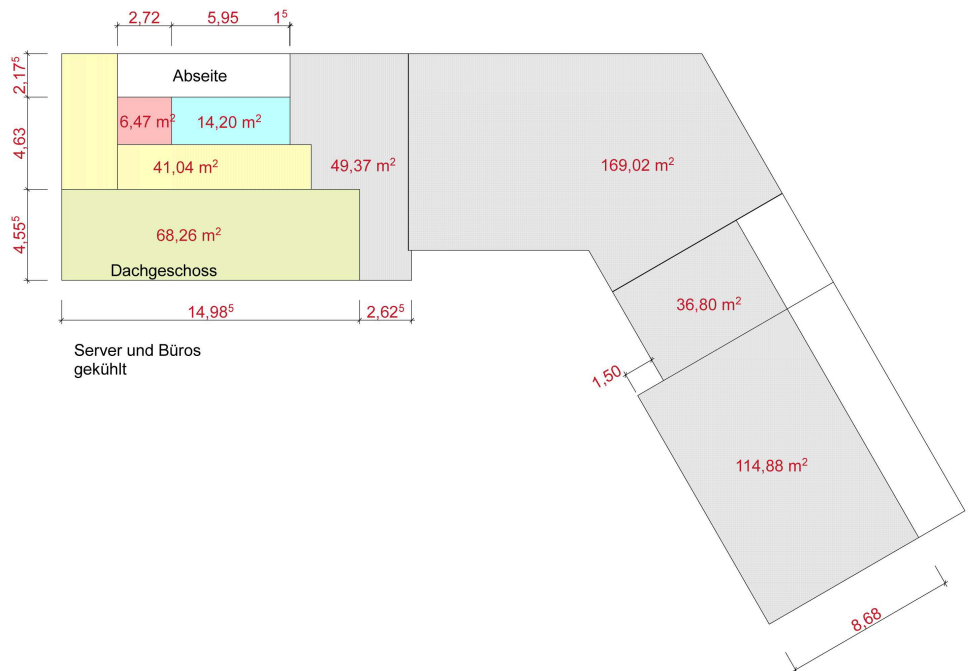 2,72 5,95 1⁵
2,17⁵
Abseite
4,63
6,47 m²
14,20 m²
41,04 m²
49,37 m²
169,02 m²
4,55⁵
68,26 m²
Dachgeschoss
14,98⁵ 2,62⁵
36,80 m²
Server und Büros
gekühlt
1,50
114,88 m²
8,68